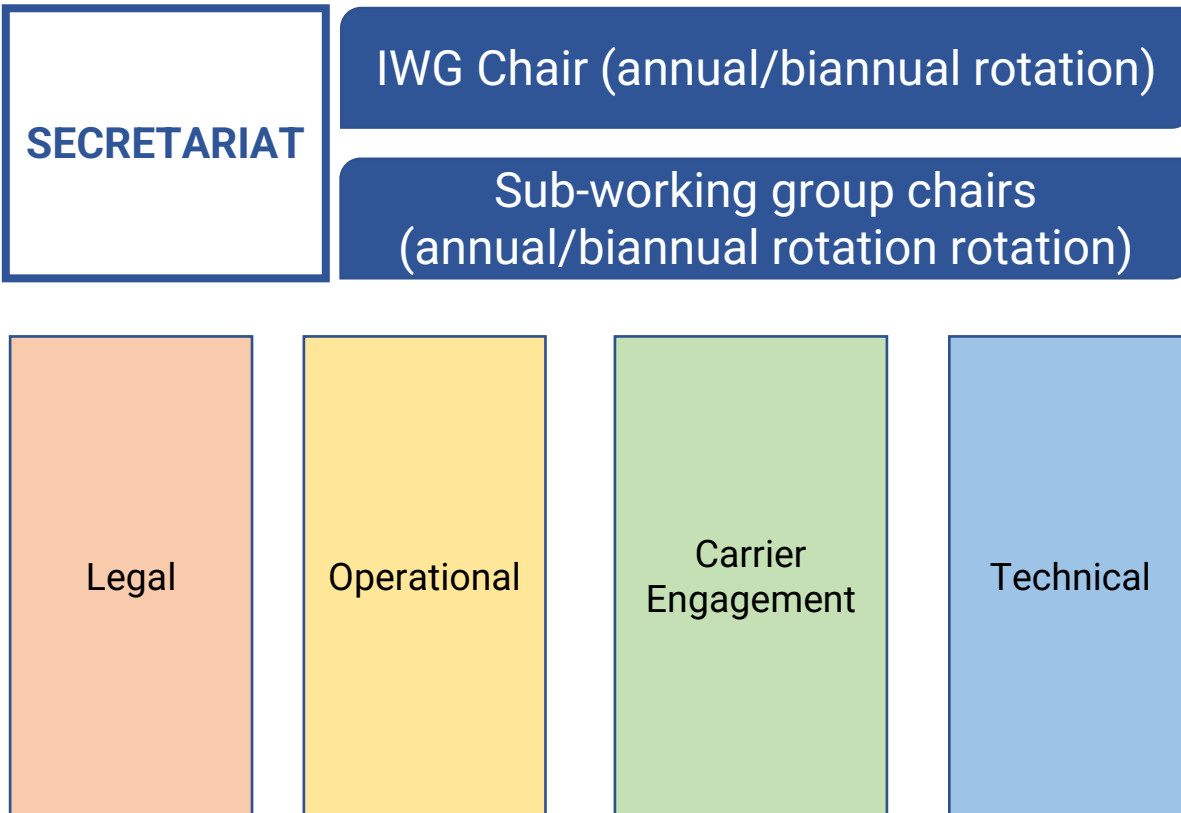 SECRETARIAT
IWG Chair (annual/biannual rotation)
Sub-working group chairs
(annual/biannual rotation rotation)
Legal
Operational
Carrier
Engagement
Technical